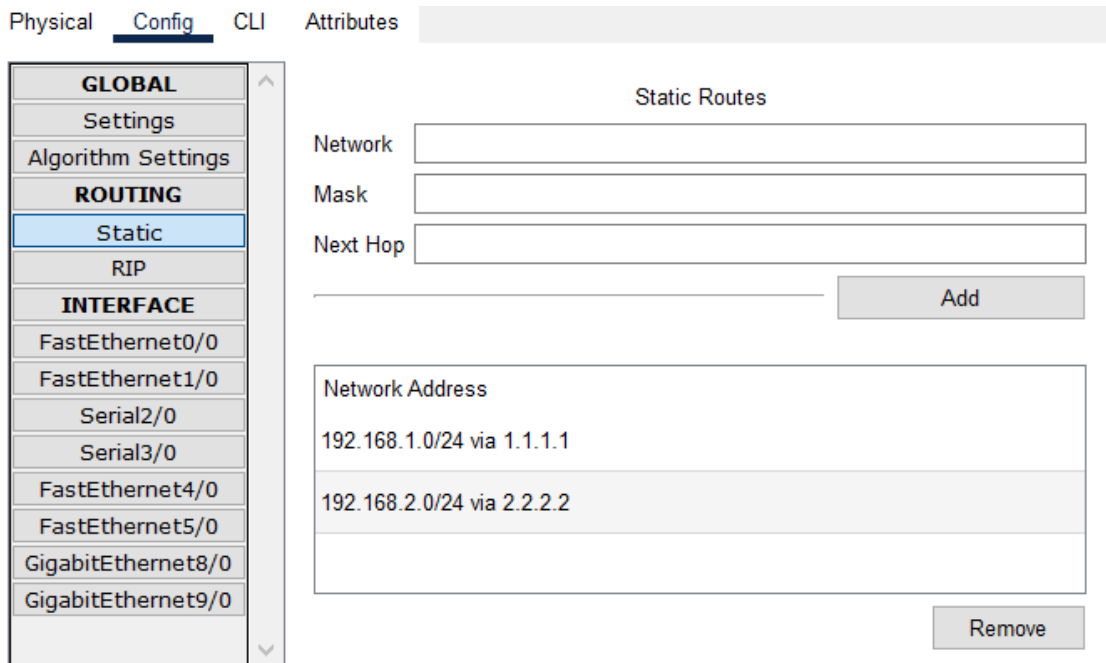 Physical Config CLI Attributes
GLOBAL
Settings
Algorithm Settings
ROUTING
Static
RIP
INTERFACE
FastEthernet0/0
FastEthernet1/0
Serial2/0
Serial3/0
FastEthernet4/0
FastEthernet5/0
GigabitEthernet8/0
GigabitEthernet9/0
Static Routes
Network
Mask
Next Hop
Add
Network Address
192.168.1.0/24 via 1.1.1.1
192.168.2.0/24 via 2.2.2.2
Remove